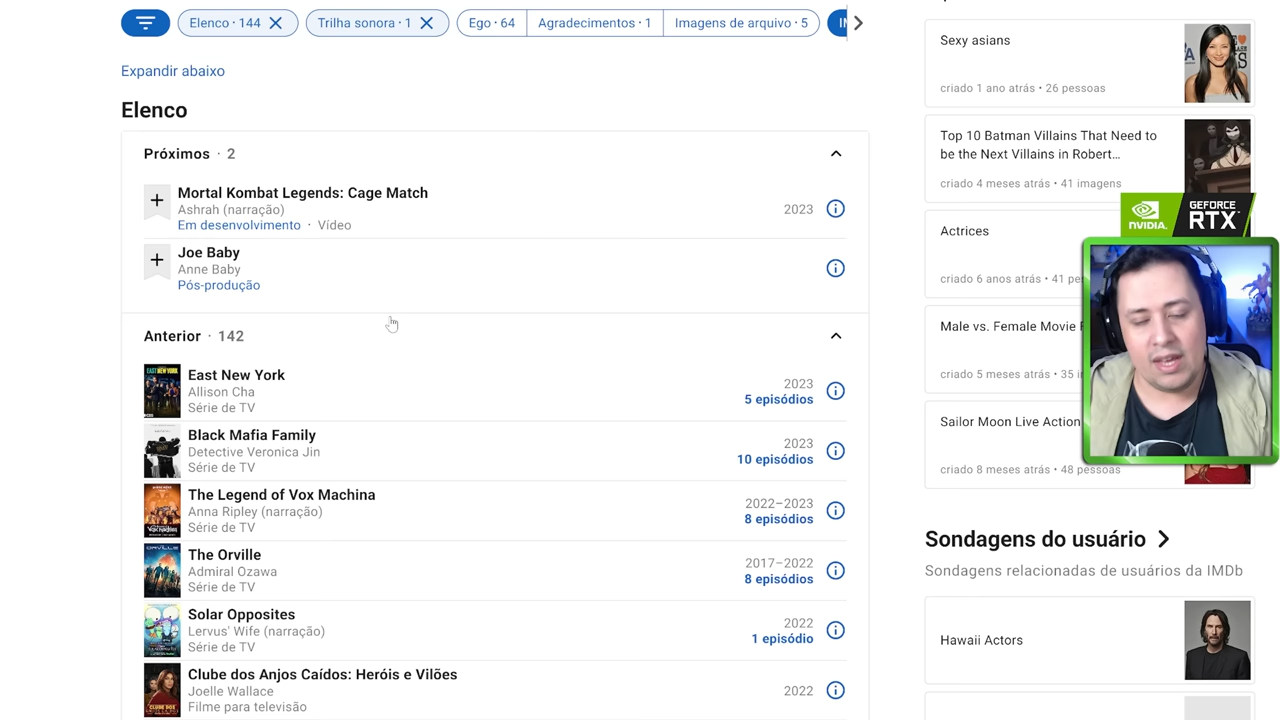 Elenco · 144
Trilha sonora · 1
Ego · 64
Agradecimentos · 1
Imagens de arquivo · 5
Expandir abaixo
Elenco
Próximos · 2
Mortal Kombat Legends: Cage Match
Ashrah (narração)
Em desenvolvimento · Vídeo
2023
Joe Baby
Anne Baby
Pós-produção
Anterior · 142
East New York
Allison Cha
Série de TV
2023
5 episódios
Black Mafia Family
Detective Veronica Jin
Série de TV
2023
10 episódios
The Legend of Vox Machina
Anna Ripley (narração)
Série de TV
2022–2023
8 episódios
The Orville
Admiral Ozawa
Série de TV
2017–2022
8 episódios
Solar Opposites
Lervus' Wife (narração)
Série de TV
2022
1 episódio
Clube dos Anjos Caídos: Heróis e Vilões
Joelle Wallace
Filme para televisão
2022
Sexy asians
criado 1 ano atrás • 26 pessoas
Top 10 Batman Villains That Need to
be the Next Villains in Robert…
criado 4 meses atrás • 41 imagens
NVIDIA.
GEFORCE
RTX
Actrices
criado 6 anos atrás • 41
Male vs. Female Movie
criado 5 meses atrás • 35
Sailor Moon Live Action
criado 8 meses atrás • 48 pessoas
Sondagens do usuário
Sondagens relacionadas de usuários da IMDb
Hawaii Actors